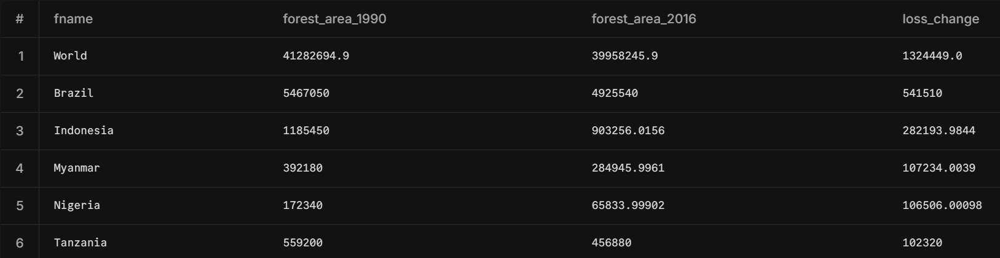 # fname forest_area_1990 forest_area_2016 loss_change
1 World 41282694.9 39958245.9 1324449.0
2 Brazil 5467050 4925540 541510
3 Indonesia 1185450 903256.0156 282193.9844
4 Myanmar 392180 284945.9961 107234.0039
5 Nigeria 172340 65833.99902 106506.00098
6 Tanzania 559200 456880 102320